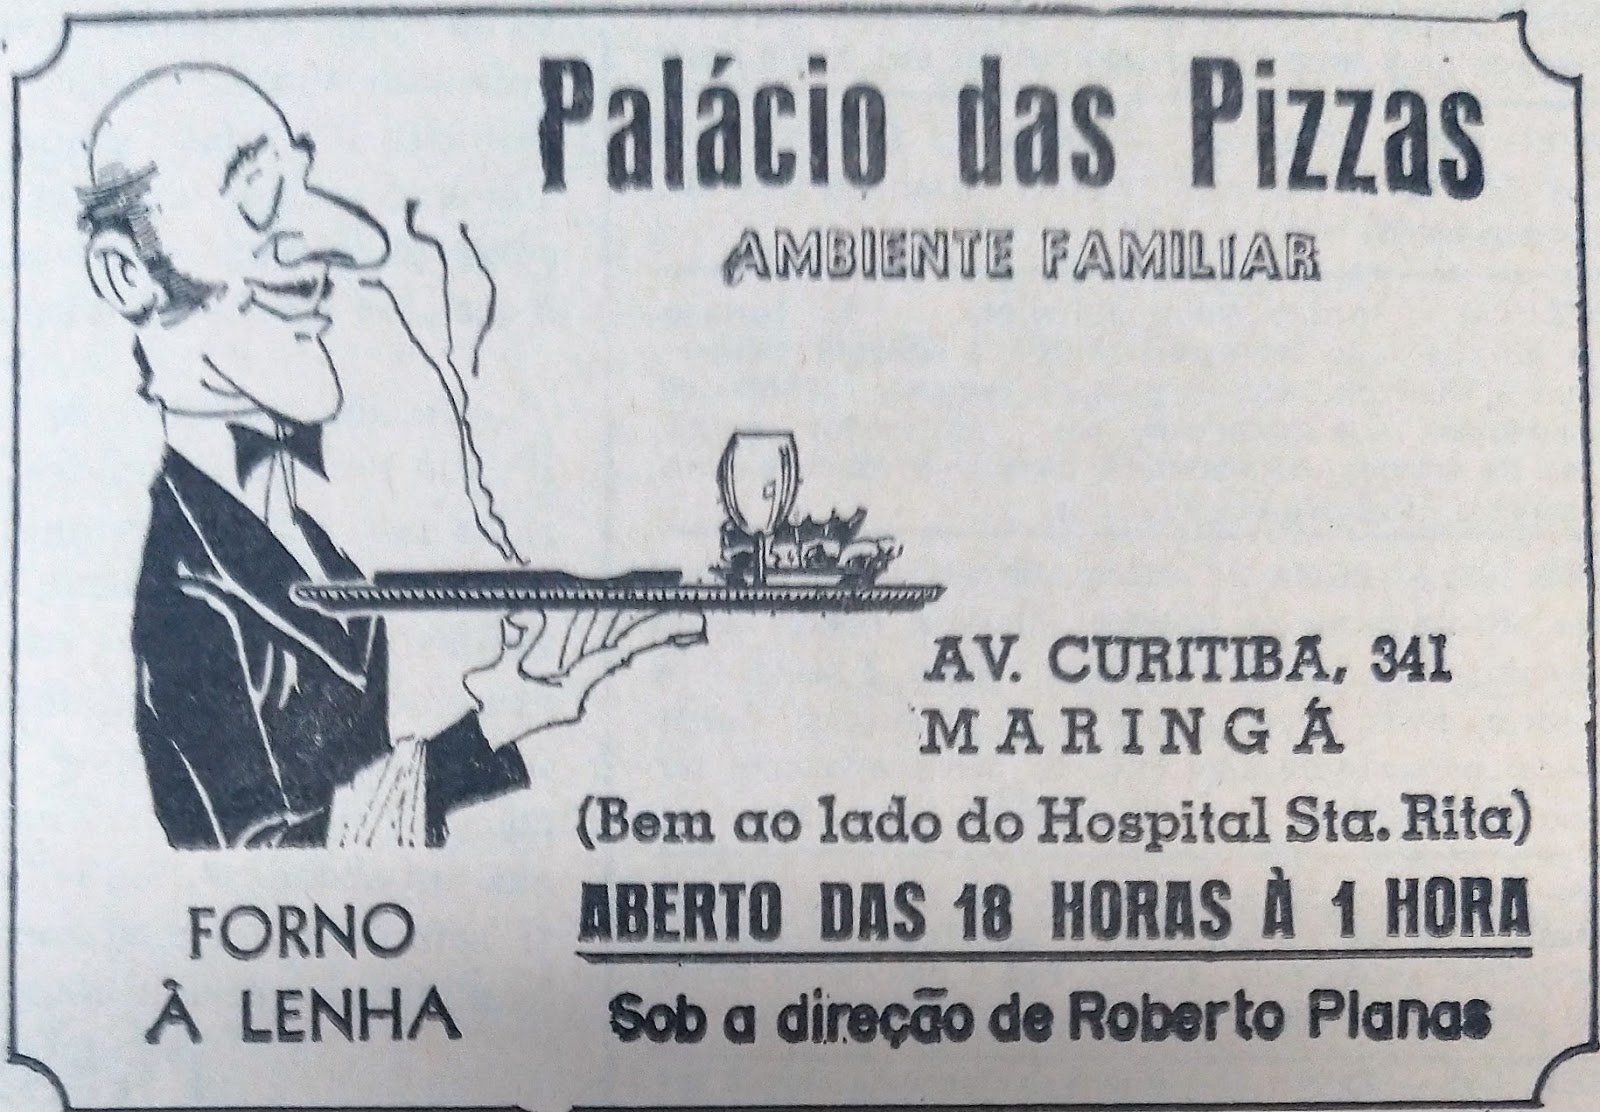 Palácio das Pizzas
AMBIENTE FAMILIAR
AV. CURITIBA, 341
MARINGÁ
(Bem ao lado do Hospital Sta. Rita)
ABERTO DAS 18 HORAS À 1 HORA
Sob a direção de Roberto Planas
FORNO
À LENHA